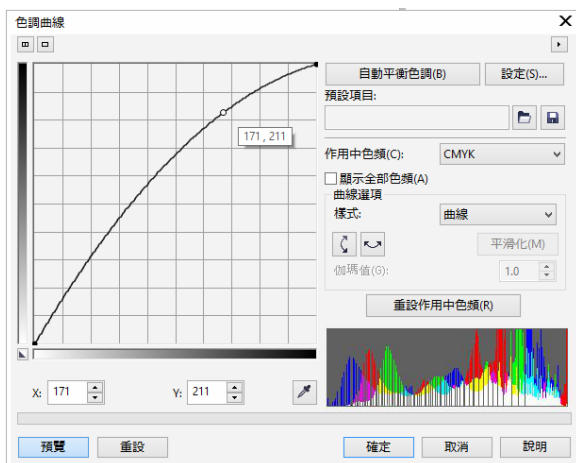 色調曲線
自動平衡色調(B)
設定(S)...
預設項目:
171 , 211
作用中色頻(C):
CMYK
顯示全部色頻(A)
曲線選項
樣式:
曲線
平滑化(M)
伽瑪值(G):
1.0
重設作用中色頻(R)
X:
171
Y:
211
預覽
重設
確定
取消
說明